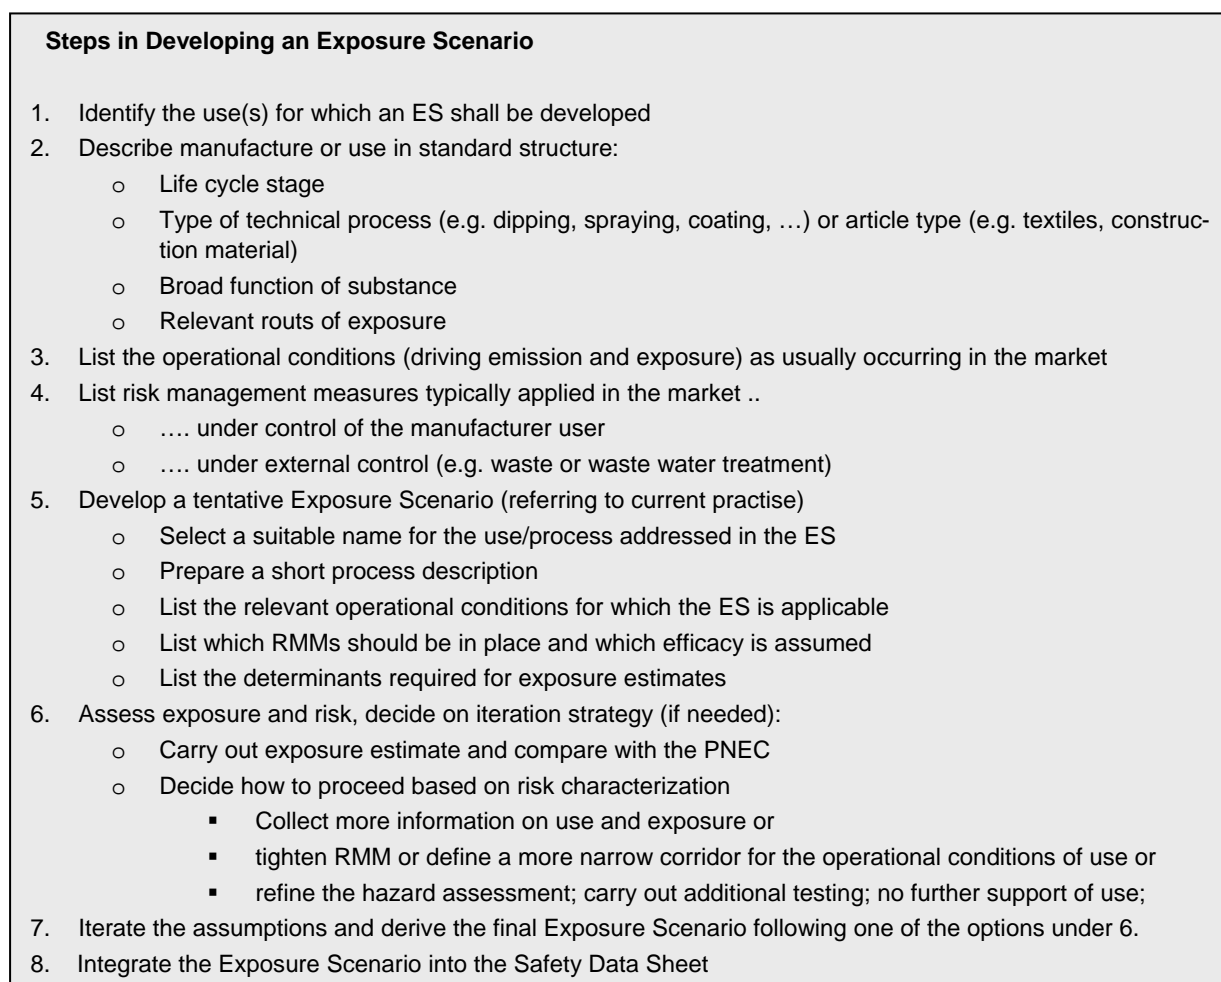 Steps in Developing an Exposure Scenario
1. Identify the use(s) for which an ES shall be developed
2. Describe manufacture or use in standard structure:
o Life cycle stage
o Type of technical process (e.g. dipping, spraying, coating, …) or article type (e.g. textiles, construc-
tion material)
o Broad function of substance
o Relevant routs of exposure
3. List the operational conditions (driving emission and exposure) as usually occurring in the market
4. List risk management measures typically applied in the market ..
o …. under control of the manufacturer user
o …. under external control (e.g. waste or waste water treatment)
5. Develop a tentative Exposure Scenario (referring to current practise)
o Select a suitable name for the use/process addressed in the ES
o Prepare a short process description
o List the relevant operational conditions for which the ES is applicable
o List which RMMs should be in place and which efficacy is assumed
o List the determinants required for exposure estimates
6. Assess exposure and risk, decide on iteration strategy (if needed):
o Carry out exposure estimate and compare with the PNEC
o Decide how to proceed based on risk characterization
▪ Collect more information on use and exposure or
▪ tighten RMM or define a more narrow corridor for the operational conditions of use or
▪ refine the hazard assessment; carry out additional testing; no further support of use;
7. Iterate the assumptions and derive the final Exposure Scenario following one of the options under 6.
8. Integrate the Exposure Scenario into the Safety Data Sheet